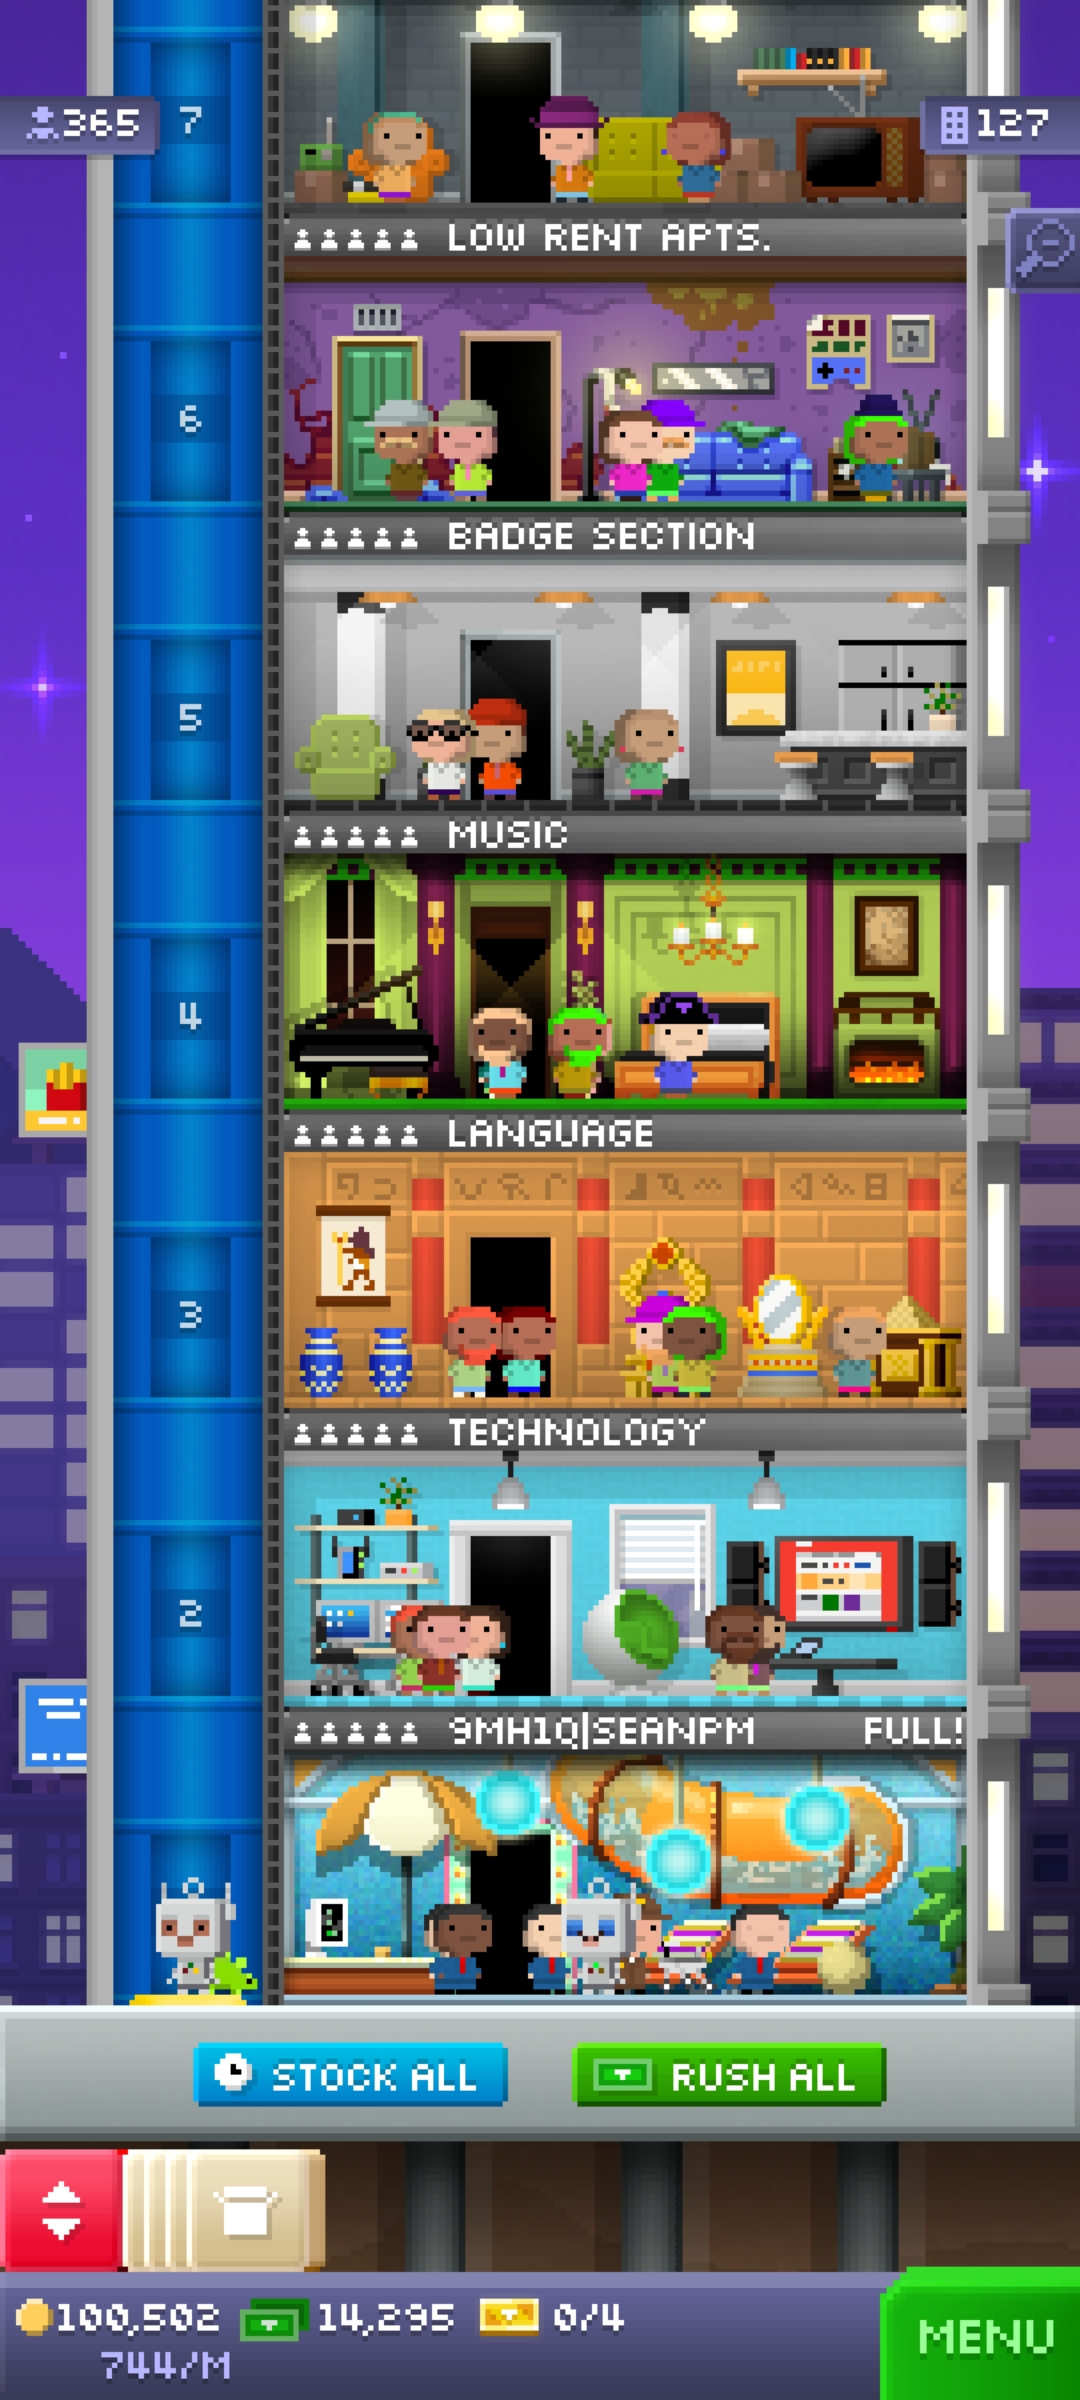 365
7
127
LOW RENT APTS.
6
BADGE SECTION
5
MUSIC
4
LANGUAGE
3
TECHNOLOGY
2
9MH1Q|SEANPM FULL!
STOCK ALL
RUSH ALL
100,502 14,295 0/4
744/M
MENU